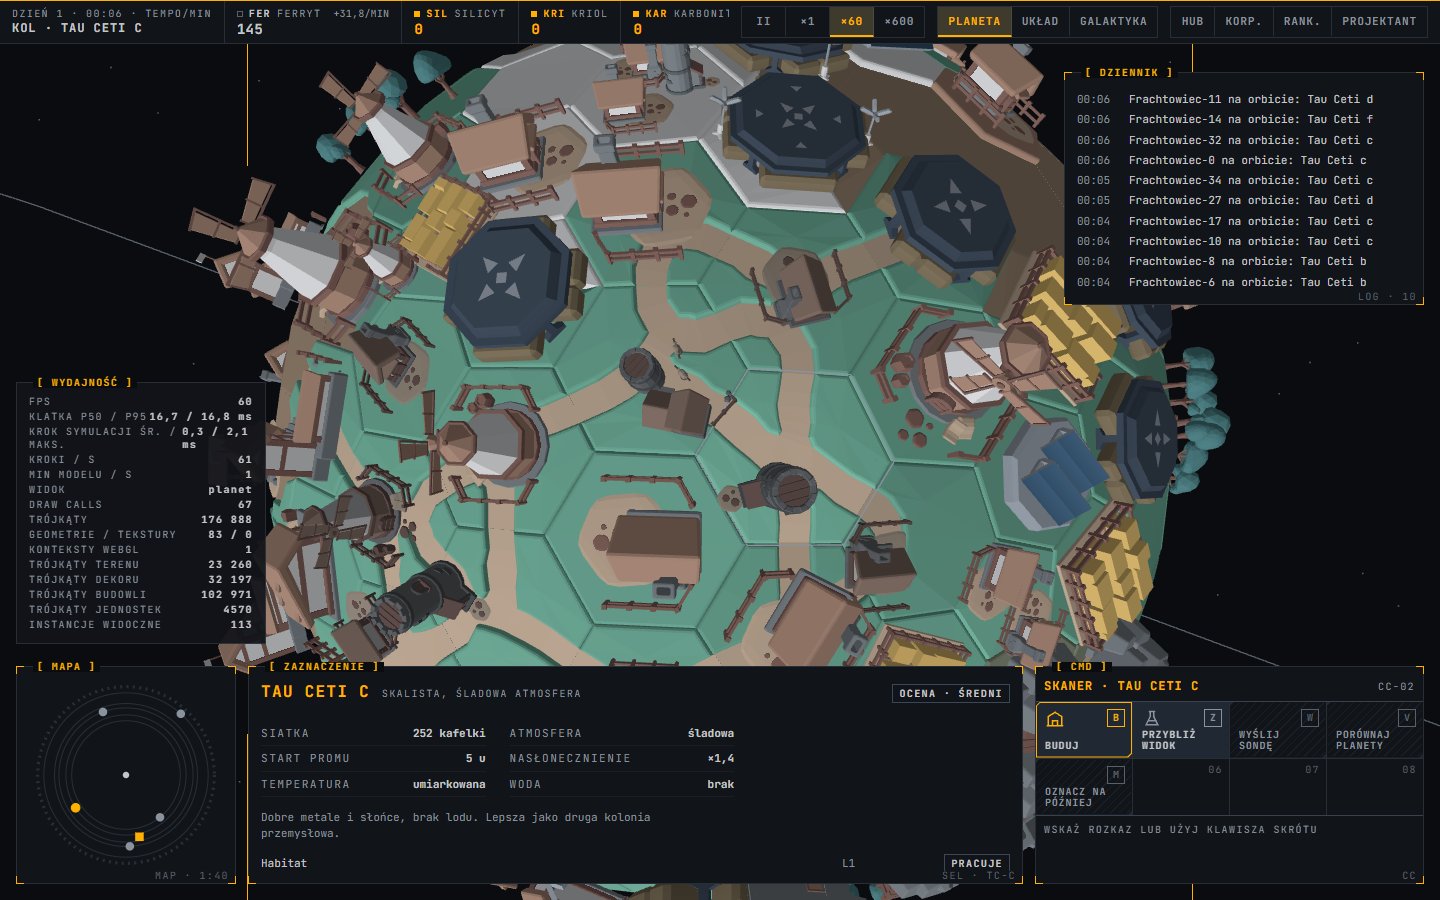 DZIEŃ 1 · 00:06 · TEMPO/MIN
KOL · TAU CETI C
FER FERRYT +31,8/MIN
145
SIL SILICYT
0
KRI KRIOL
0
KAR KARBONIT
0
II ×1 ×60 ×600
PLANETA UKŁAD GALAKTYKA
HUB KORP. RANK. PROJEKTANT
[ DZIENNIK ]
00:06 Frachtowiec-11 na orbicie: Tau Ceti d
00:06 Frachtowiec-14 na orbicie: Tau Ceti f
00:06 Frachtowiec-32 na orbicie: Tau Ceti c
00:06 Frachtowiec-0 na orbicie: Tau Ceti c
00:05 Frachtowiec-34 na orbicie: Tau Ceti c
00:05 Frachtowiec-27 na orbicie: Tau Ceti d
00:04 Frachtowiec-17 na orbicie: Tau Ceti c
00:04 Frachtowiec-10 na orbicie: Tau Ceti c
00:04 Frachtowiec-8 na orbicie: Tau Ceti b
00:04 Frachtowiec-6 na orbicie: Tau Ceti b
LOG · 10
[ WYDAJNOŚĆ ]
FPS 60
KLATKA P50 / P95 16,7 / 16,8 ms
KROK SYMULACJI ŚR. / 0,3 / 2,1
MAKS. ms
KROKI / S 61
MIN MODELU / S 1
WIDOK planet
DRAW CALLS 67
TRÓJKĄTY 176 888
GEOMETRIE / TEKSTURY 83 / 0
KONTEKSTY WEBGL 1
TRÓJKĄTY TERENU 23 260
TRÓJKĄTY DEKORU 32 197
TRÓJKĄTY BUDOWLI 102 971
TRÓJKĄTY JEDNOSTEK 4570
INSTANCJE WIDOCZNE 113
[ MAPA ]
MAP · 1:40
[ ZAZNACZENIE ]
TAU CETI C SKALISTA, ŚLADOWA ATMOSFERA
OCENA · ŚREDNI
SIATKA 252 kafelki ATMOSFERA śladowa
START PROMU 5 u NASŁONECZNIENIE ×1,4
TEMPERATURA umiarkowana WODA brak
Dobre metale i słońce, brak lodu. Lepsza jako druga kolonia
przemysłowa.
Habitat L1 PRACUJE
SEL · TC-C
[ CMD ]
SKANER · TAU CETI C CC-02
B
BUDUJ
Z
PRZYBLIŻ
WIDOK
W
WYŚLIJ
SONDĘ
V
PORÓWNAJ
PLANETY
M
OZNACZ NA
PÓŹNIEJ
06 07 08
WSKAŻ ROZKAZ LUB UŻYJ KLAWISZA SKRÓTU
CC